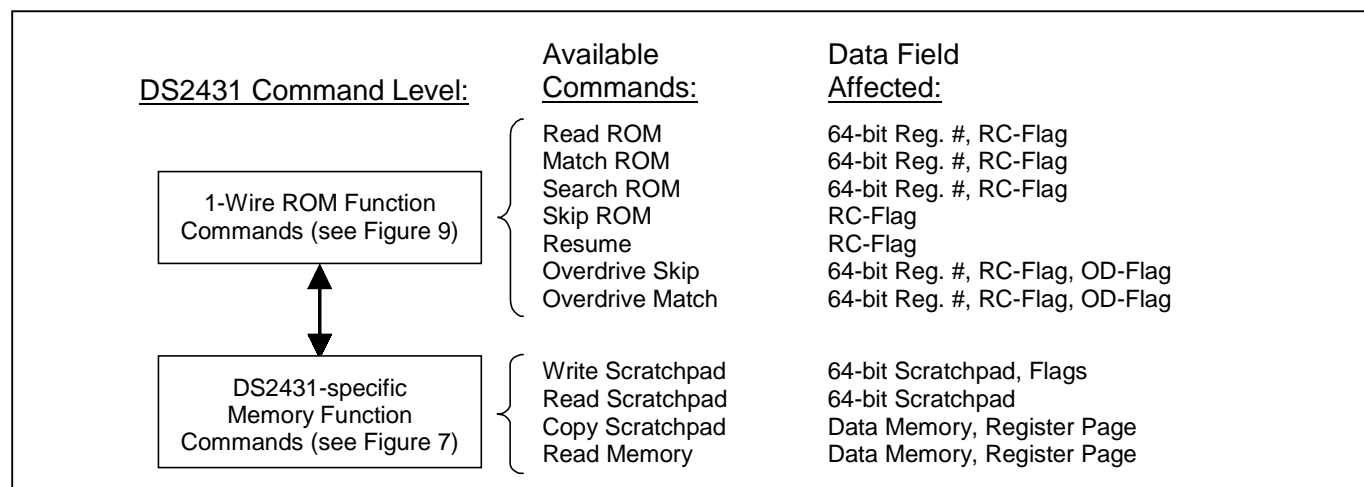 DS2431 Command Level:
Available
Commands:
Data Field
Affected:
1-Wire ROM Function
Commands (see Figure 9)
Read ROM 64-bit Reg. #, RC-Flag
Match ROM 64-bit Reg. #, RC-Flag
Search ROM 64-bit Reg. #, RC-Flag
Skip ROM RC-Flag
Resume RC-Flag
Overdrive Skip 64-bit Reg. #, RC-Flag, OD-Flag
Overdrive Match 64-bit Reg. #, RC-Flag, OD-Flag
DS2431-specific
Memory Function
Commands (see Figure 7)
Write Scratchpad 64-bit Scratchpad, Flags
Read Scratchpad 64-bit Scratchpad
Copy Scratchpad Data Memory, Register Page
Read Memory Data Memory, Register Page